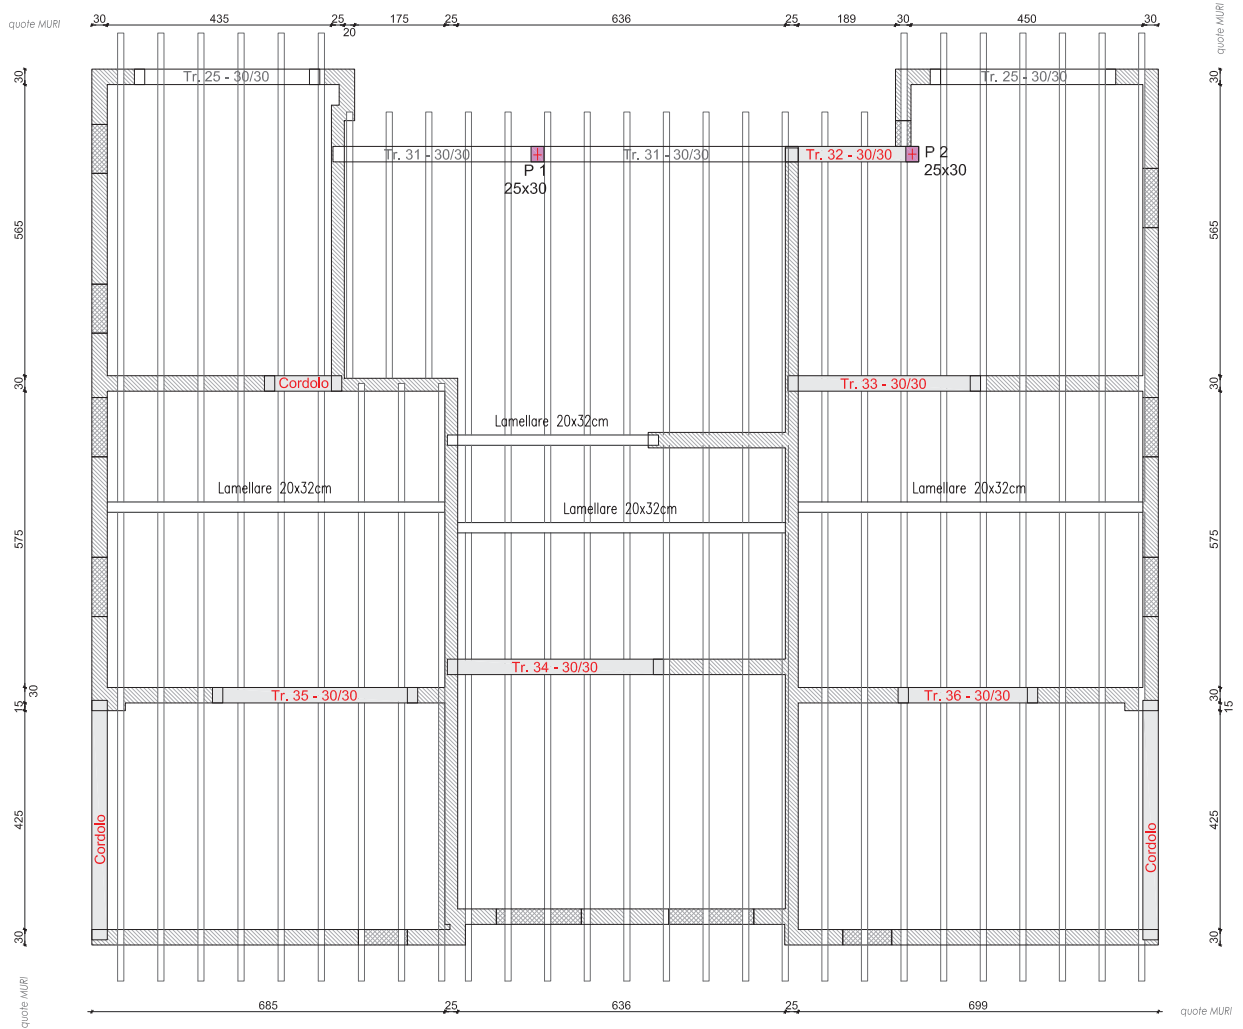 quote MURI
30
435
25
20
175
25
636
25
189
30
450
30
quote MURI
30
Tr. 25 - 30/30
Tr. 25 - 30/30
30
Tr. 31 - 30/30
Tr. 31 - 30/30
Tr. 32 - 30/30
P 1
25x30
P 2
25x30
565
565
30
Cordolo
Tr. 33 - 30/30
30
Lamellare 20x32cm
Lamellare 20x32cm
Lamellare 20x32cm
Lamellare 20x32cm
575
575
Tr. 34 - 30/30
30
Tr. 35 - 30/30
Tr. 36 - 30/30
30
15
15
425
Cordolo
Cordolo
425
30
30
quote MURI
685
25
636
25
699
quote MURI